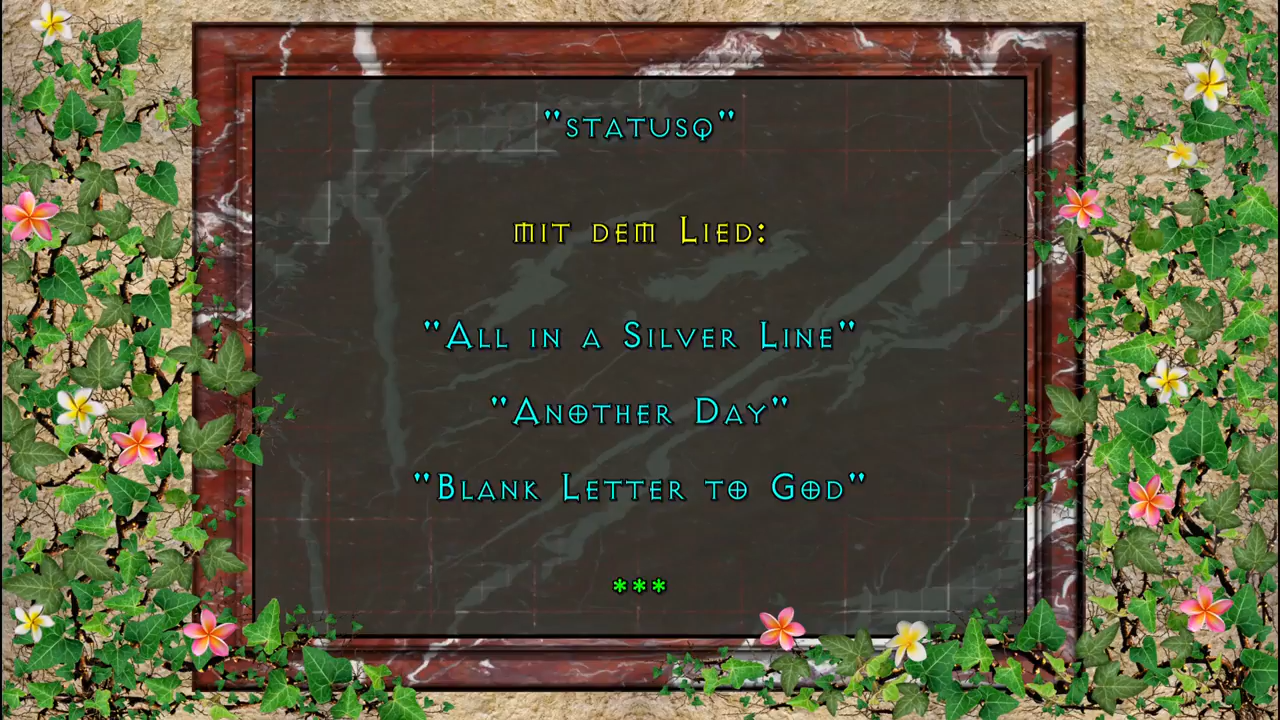 "statusq"
mit dem Lied:
"All in a Silver Line"
"Another Day"
"Blank Letter to God"
***